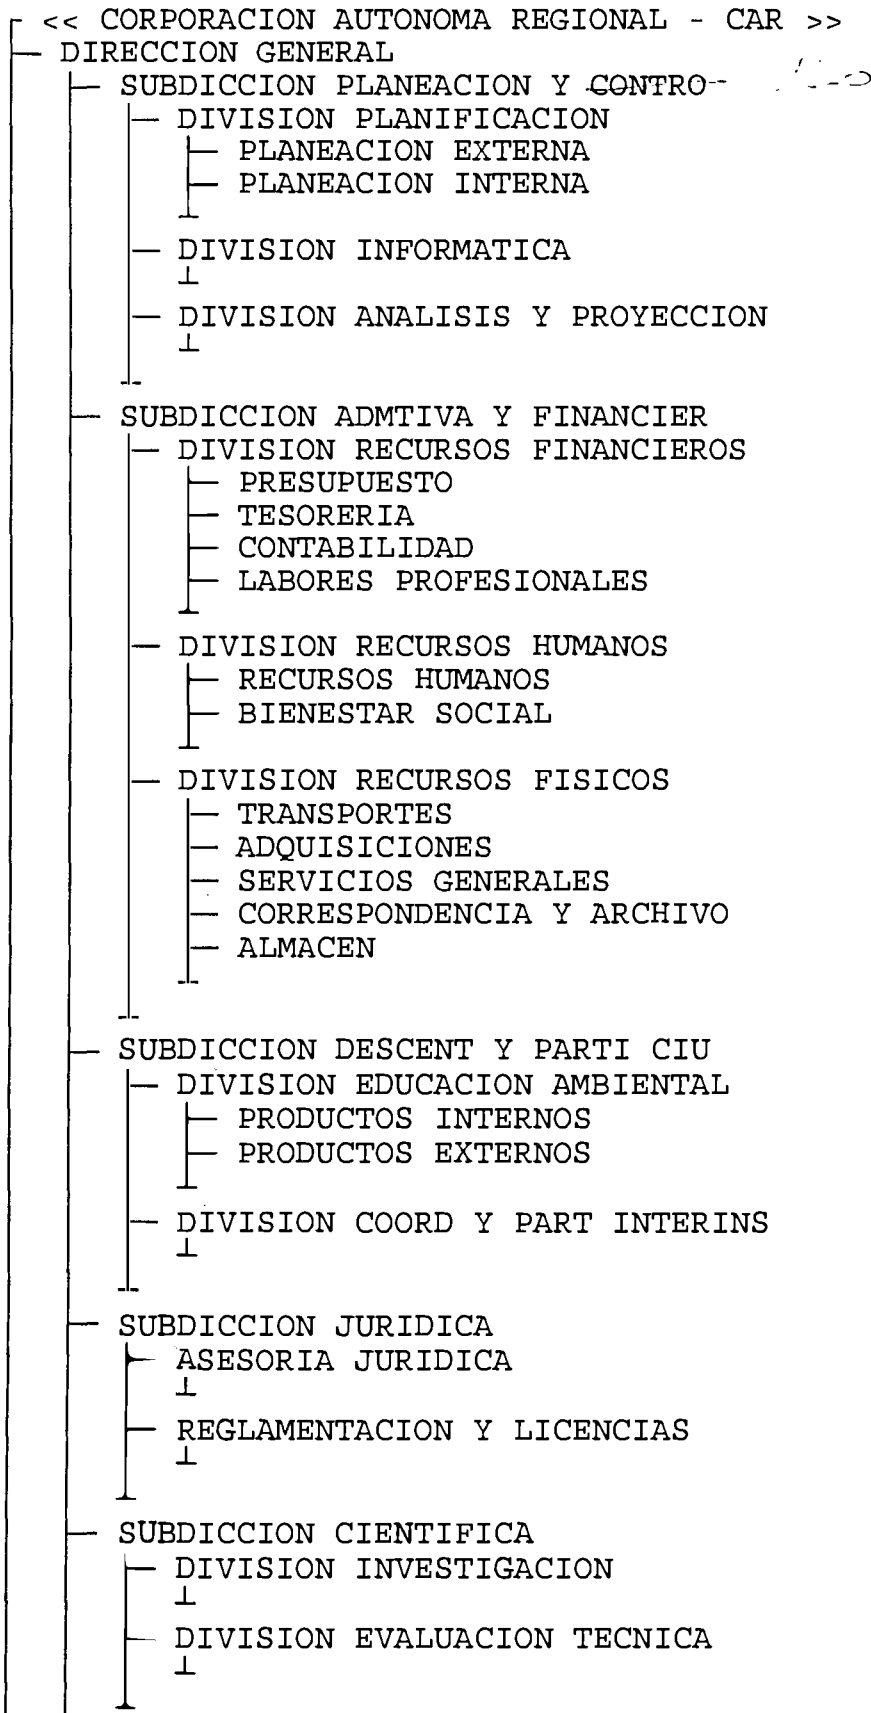 << CORPORACION AUTONOMA REGIONAL - CAR >>
DIRECCION GENERAL
SUBDICCION PLANEACION Y CONTRO
DIVISION PLANIFICACION
PLANEACION EXTERNA
PLANEACION INTERNA
DIVISION INFORMATICA
DIVISION ANALISIS Y PROYECCION
SUBDICCION ADMTIVA Y FINANCIER
DIVISION RECURSOS FINANCIEROS
PRESUPUESTO
TESORERIA
CONTABILIDAD
LABORES PROFESIONALES
DIVISION RECURSOS HUMANOS
RECURSOS HUMANOS
BIENESTAR SOCIAL
DIVISION RECURSOS FISICOS
TRANSPORTES
ADQUISICIONES
SERVICIOS GENERALES
CORRESPONDENCIA Y ARCHIVO
ALMACEN
SUBDICCION DESCENT Y PARTI CIU
DIVISION EDUCACION AMBIENTAL
PRODUCTOS INTERNOS
PRODUCTOS EXTERNOS
DIVISION COORD Y PART INTERINS
SUBDICCION JURIDICA
ASESORIA JURIDICA
REGLAMENTACION Y LICENCIAS
SUBDICCION CIENTIFICA
DIVISION INVESTIGACION
DIVISION EVALUACION TECNICA